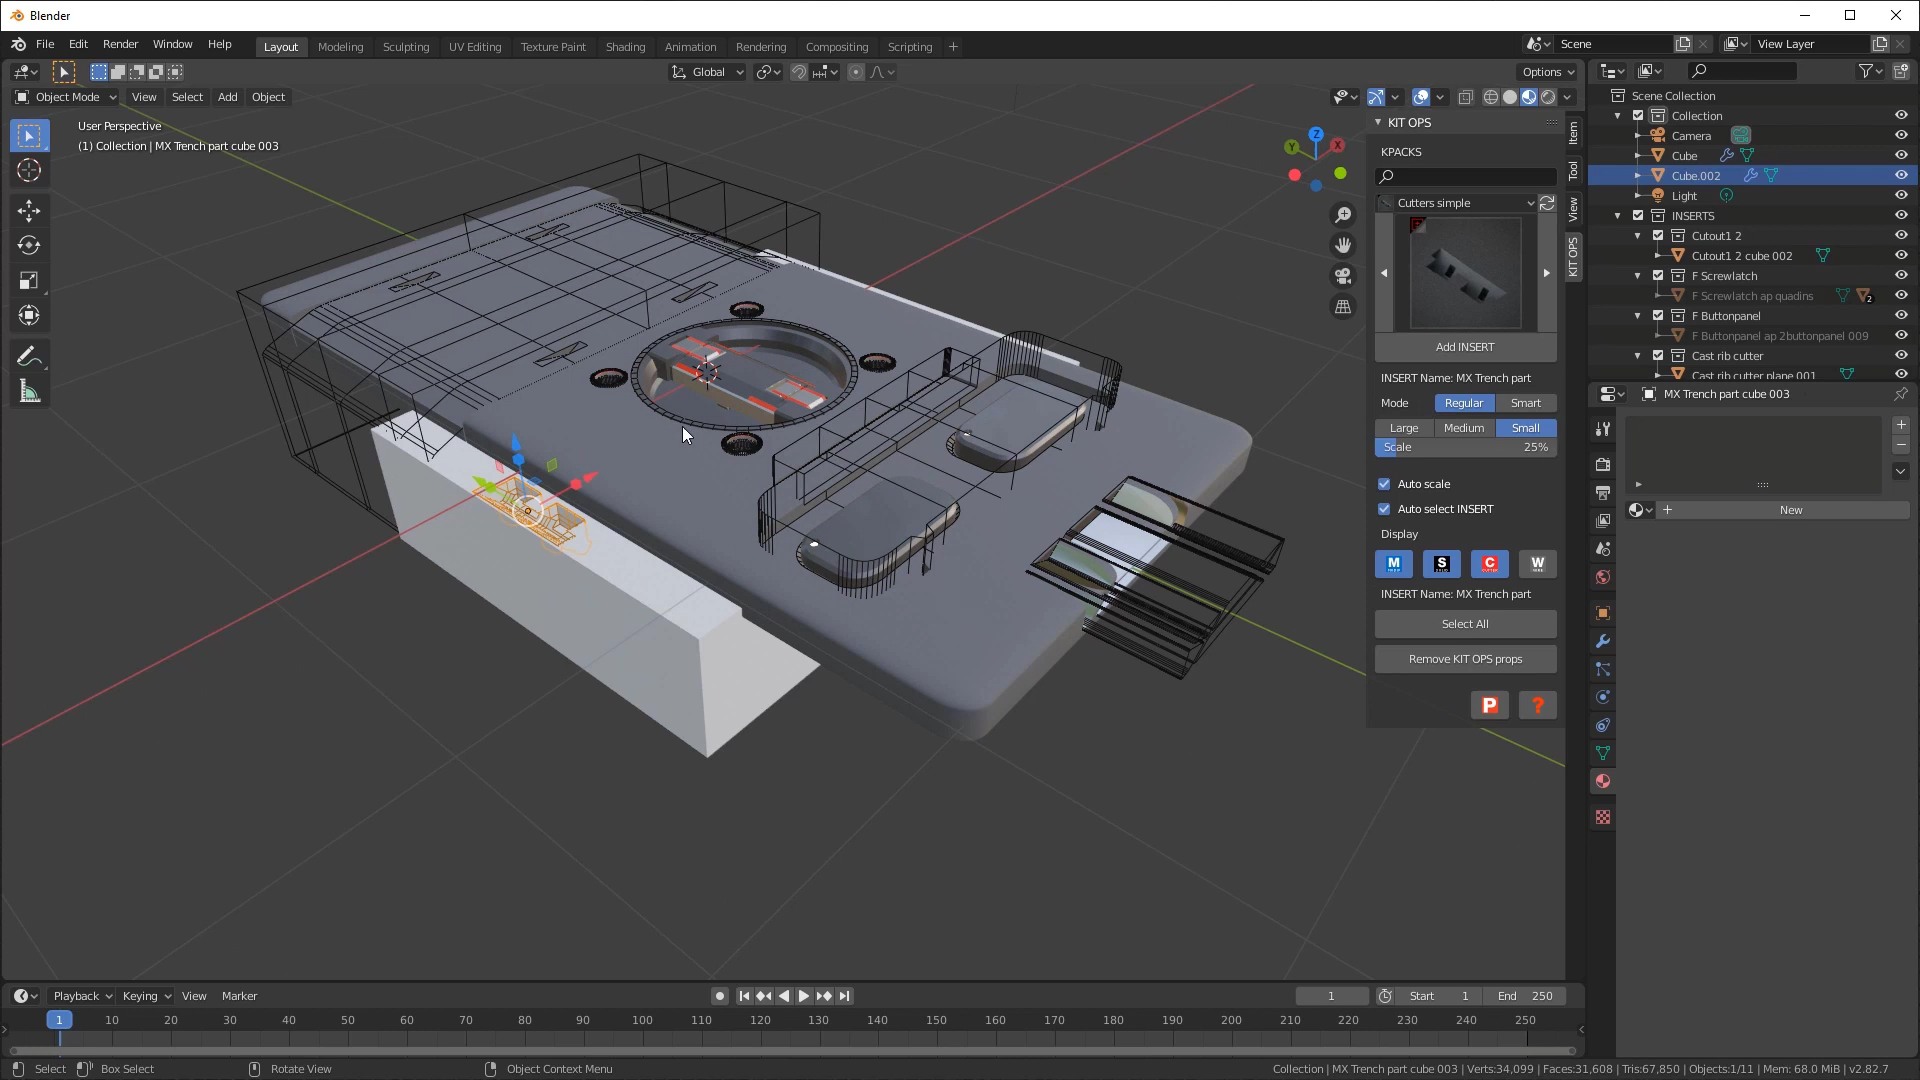 Blender
File Edit Render Window Help
Layout Modeling Sculpting UV Editing Texture Paint Shading Animation Rendering Compositing Scripting +
Scene
View Layer
Global
Options
Object Mode View Select Add Object
User Perspective
(1) Collection | MX Trench part cube 003
Z
Y
X
KIT OPS
KPACKS
Cutters simple
Add INSERT
INSERT Name: MX Trench part
Mode Regular Smart
Large Medium Small
Scale 25%
Auto scale
Auto select INSERT
Display
M S C W
INSERT Name: MX Trench part
Select All
Remove KIT OPS props
P ?
Item
Tool
View
KIT OPS
Scene Collection
Collection
Camera
Cube
Cube.002
Light
INSERTS
Cutout1 2
Cutout1 2 cube 002
F Screwlatch
F Screwlatch ap quadins 2
F Buttonpanel
F Buttonpanel ap 2buttonpanel 009
Cast rib cutter
Cast rib cutter plane 001
MX Trench part cube 003
+ New
Playback Keying View Marker
1 Start 1 End 250
1 10 20 30 40 50 60 70 80 90 100 110 120 130 140 150 160 170 180 190 200 210 220 230 240 250
Select Box Select Rotate View Object Context Menu
Collection | MX Trench part cube 003 | Verts:34,099 | Faces:31,608 | Tris:67,850 | Objects:1/11 | Mem: 68.0 MiB | v2.82.7